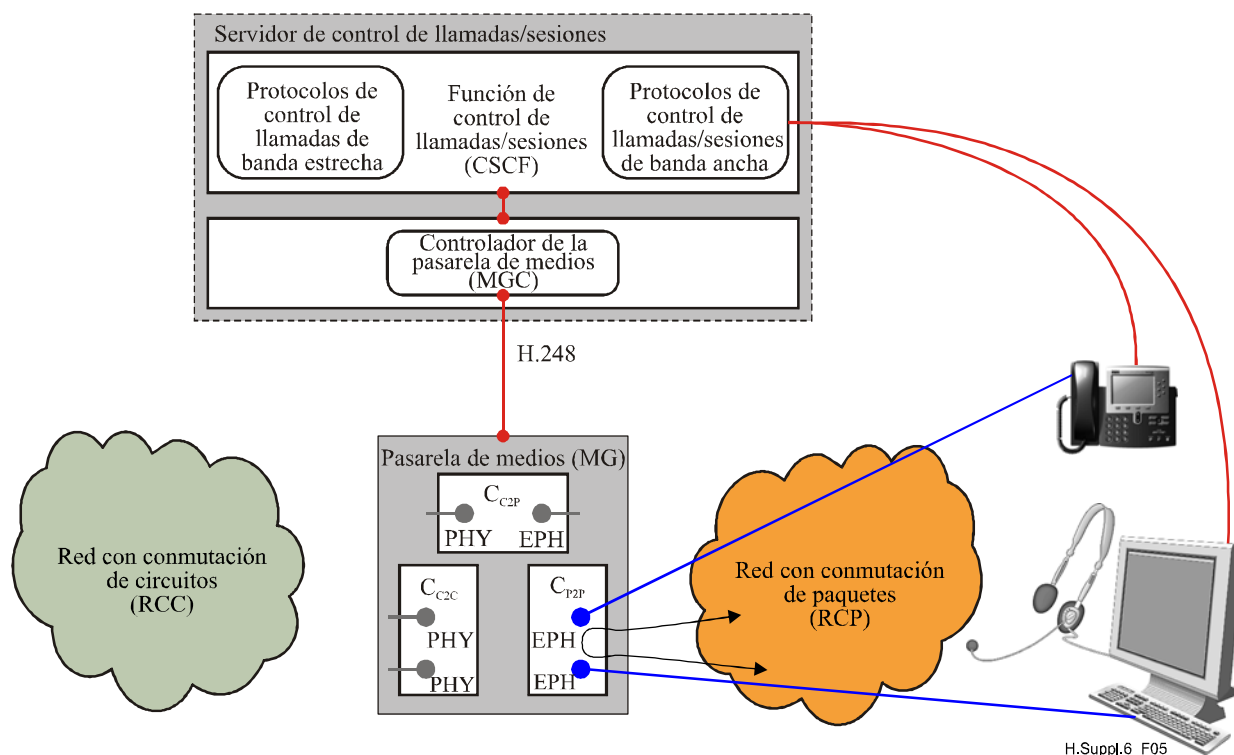 Servidor de control de llamadas/sesiones
Protocolos de
control de
llamadas de
banda estrecha
Función de
control de
llamadas/sesiones
(CSCF)
Protocolos de
control de
llamadas/sesiones
de banda ancha
Controlador de la
pasarela de medios
(MGC)
H.248
Pasarela de medios (MG)
C_C2P
PHY
EPH
C_C2C
PHY
PHY
C_P2P
EPH
EPH
Red con conmutación
de circuitos
(RCC)
Red con conmutación
de paquetes
(RCP)
H.Suppl.6_F05